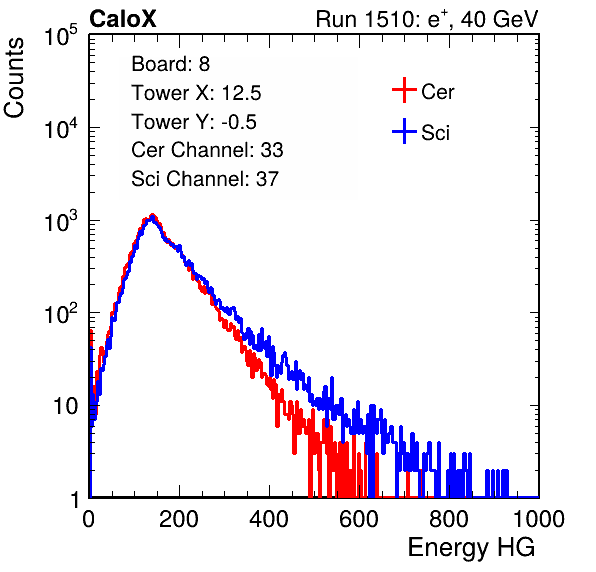 CaloX
Run 1510: e+, 40 GeV
Board: 8
Tower X: 12.5
Tower Y: -0.5
Cer Channel: 33
Sci Channel: 37
Cer
Sci
Counts
10^5
10^4
10^3
10^2
10
1
0
200
400
600
800
1000
Energy HG